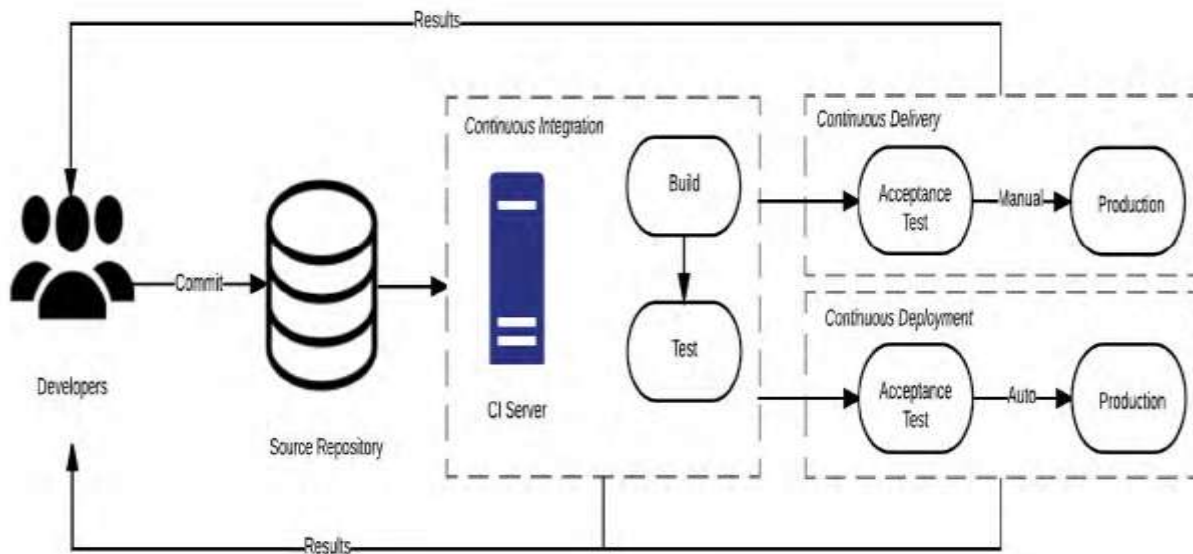 Results
Continuous Integration
Continuous Delivery
Build
Acceptance
Test
Manual
Production
Commit
Continuous Deployment
Test
Acceptance
Test
Auto
Production
Developers
CI Server
Source Repository
Results